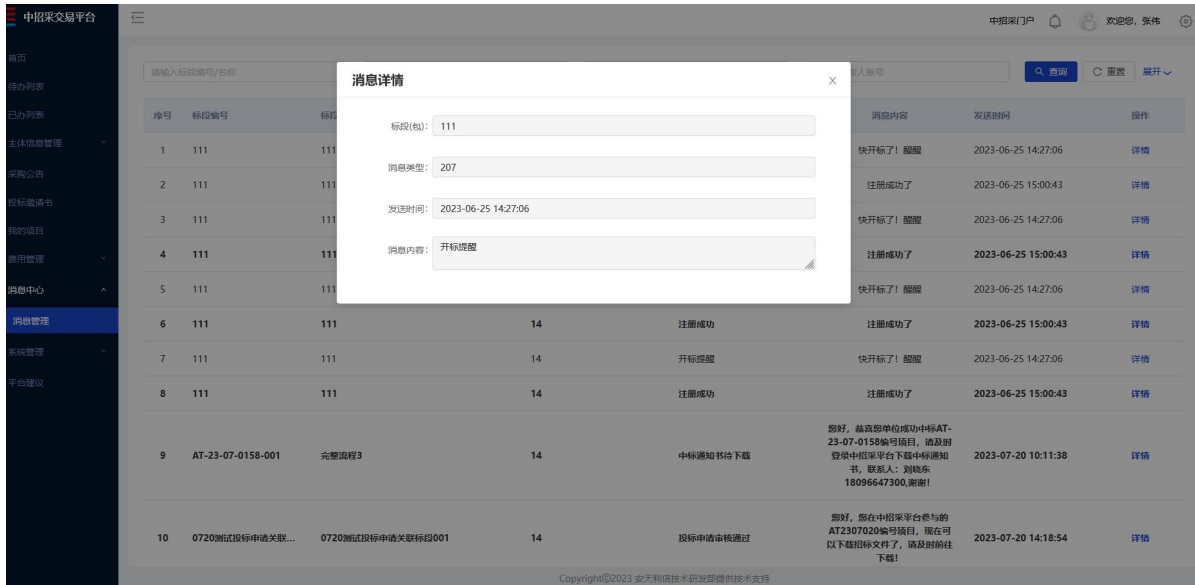 中招采交易平台
中招采门户 欢迎您, 张伟
首页
待办列表
已办列表
主体信息管理
采购公告
投标邀请书
我的项目
费用管理
消息中心
消息管理
系统管理
平台建议
请输入标段编号/名称 收人账号 查询 重置 展开
序号 标段编号 标段 消息内容 发送时间 操作
消息详情
标段(包): 111
消息类型: 207
发送时间: 2023-06-25 14:27:06
消息内容: 开标提醒
1 111 111 快开标了! 醒醒 2023-06-25 14:27:06 详情
2 111 111 注册成功了 2023-06-25 15:00:43 详情
3 111 111 快开标了! 醒醒 2023-06-25 14:27:06 详情
4 111 111 注册成功了 2023-06-25 15:00:43 详情
5 111 111 快开标了! 醒醒 2023-06-25 14:27:06 详情
6 111 111 14 注册成功 注册成功了 2023-06-25 15:00:43 详情
7 111 111 14 开标提醒 快开标了! 醒醒 2023-06-25 14:27:06 详情
8 111 111 14 注册成功 注册成功了 2023-06-25 15:00:43 详情
9 AT-23-07-0158-001 完整流程3 14 中标通知书待下载 2023-07-20 10:11:38 详情
您好, 恭喜您单位成功中标AT-
23-07-0158编号项目, 请及时
登录中招采平台下载中标通知
书, 联系人: 刘晓东
18096647300,谢谢!
10 0720测试投标申请关联... 0720测试投标申请关联标段001 14 投标申请审核通过 2023-07-20 14:18:54 详情
您好, 您在中招采平台参与的
AT2307020编号项目, 现在可
以下载招标文件了, 请及时前往
下载!
Copyright©2023 安天利信技术研发部提供技术支持